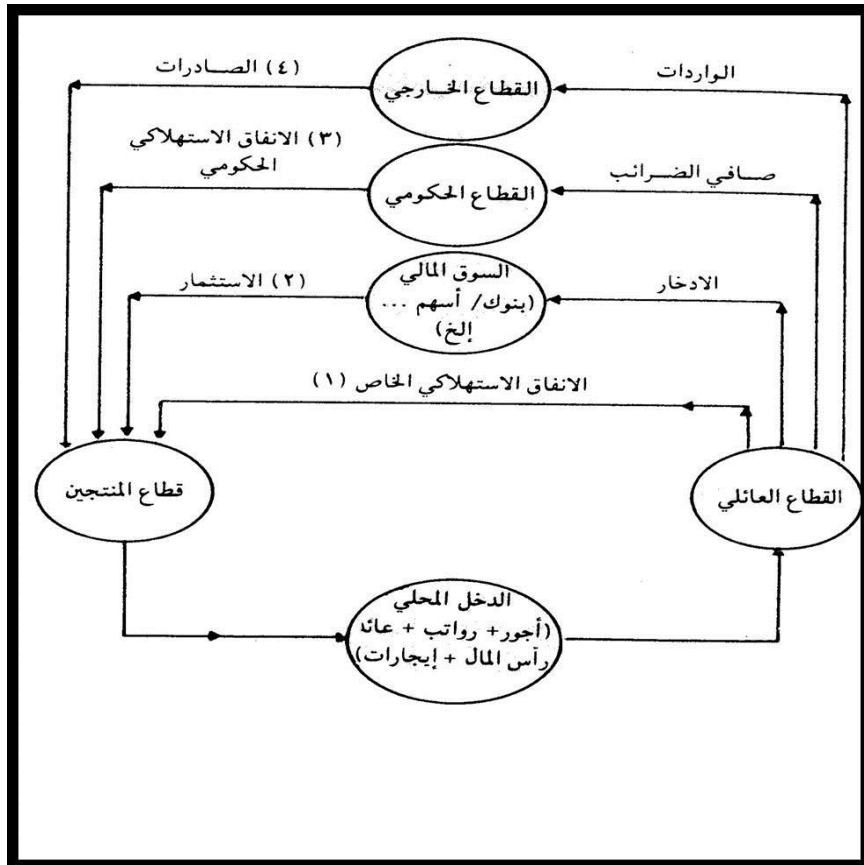 الواردات
القطاع الخارجي
(٤) الصادرات
صافي الضرائب
القطاع الحكومي
(٣) الانفاق الاستهلاكي
الحكومي
الادخار
السوق المالي
(بنوك/ أسهم ...
إلخ)
(٢) الاستثمار
الانفاق الاستهلاكي الخاص (١)
القطاع العائلي
قطاع المنتجين
الدخل المحلي
(أجور+ رواتب + عائد
رأس المال + إيجارات)